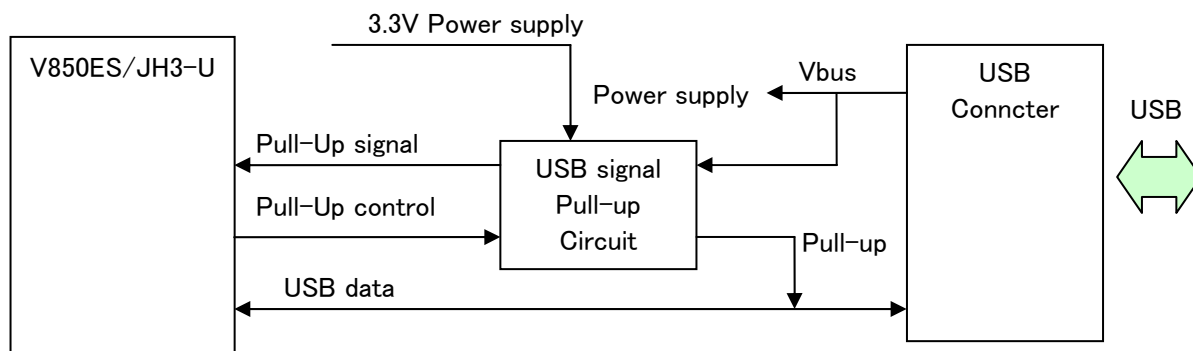 3.3V Power supply
V850ES/JH3-U
Vbus
USB
Conncter
Power supply
USB
Pull-Up signal
USB signal
Pull-up
Circuit
Pull-Up control
Pull-up
USB data